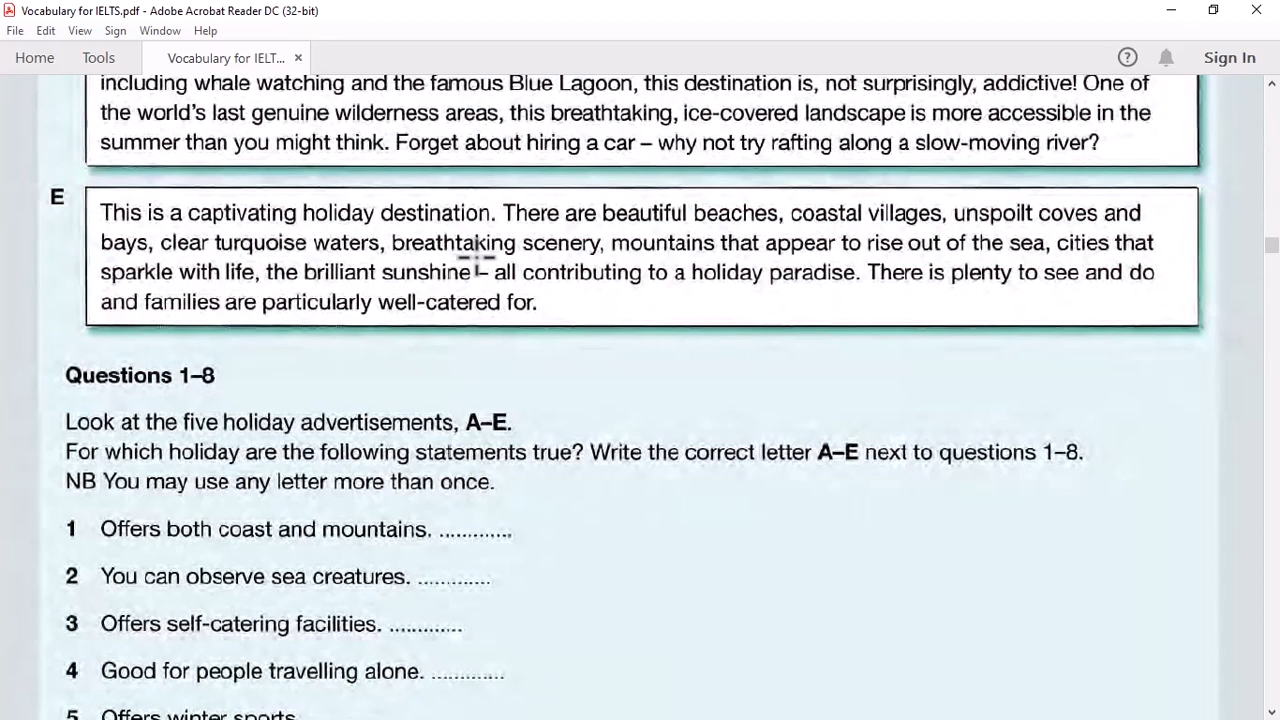 Vocabulary for IELTS.pdf - Adobe Acrobat Reader DC (32-bit)
File Edit View Sign Window Help
Home Tools Vocabulary for IELT... × Sign In
including whale watching and the famous Blue Lagoon, this destination is, not surprisingly, addictive! One of
the world's last genuine wilderness areas, this breathtaking, ice-covered landscape is more accessible in the
summer than you might think. Forget about hiring a car – why not try rafting along a slow-moving river?
E
This is a captivating holiday destination. There are beautiful beaches, coastal villages, unspoilt coves and
bays, clear turquoise waters, breathtaking scenery, mountains that appear to rise out of the sea, cities that
sparkle with life, the brilliant sunshine – all contributing to a holiday paradise. There is plenty to see and do
and families are particularly well-catered for.
Questions 1–8
Look at the five holiday advertisements, A–E.
For which holiday are the following statements true? Write the correct letter A–E next to questions 1–8.
NB You may use any letter more than once.
1 Offers both coast and mountains. .............
2 You can observe sea creatures. .............
3 Offers self-catering facilities. .............
4 Good for people travelling alone. .............
5 Offers winter sports.